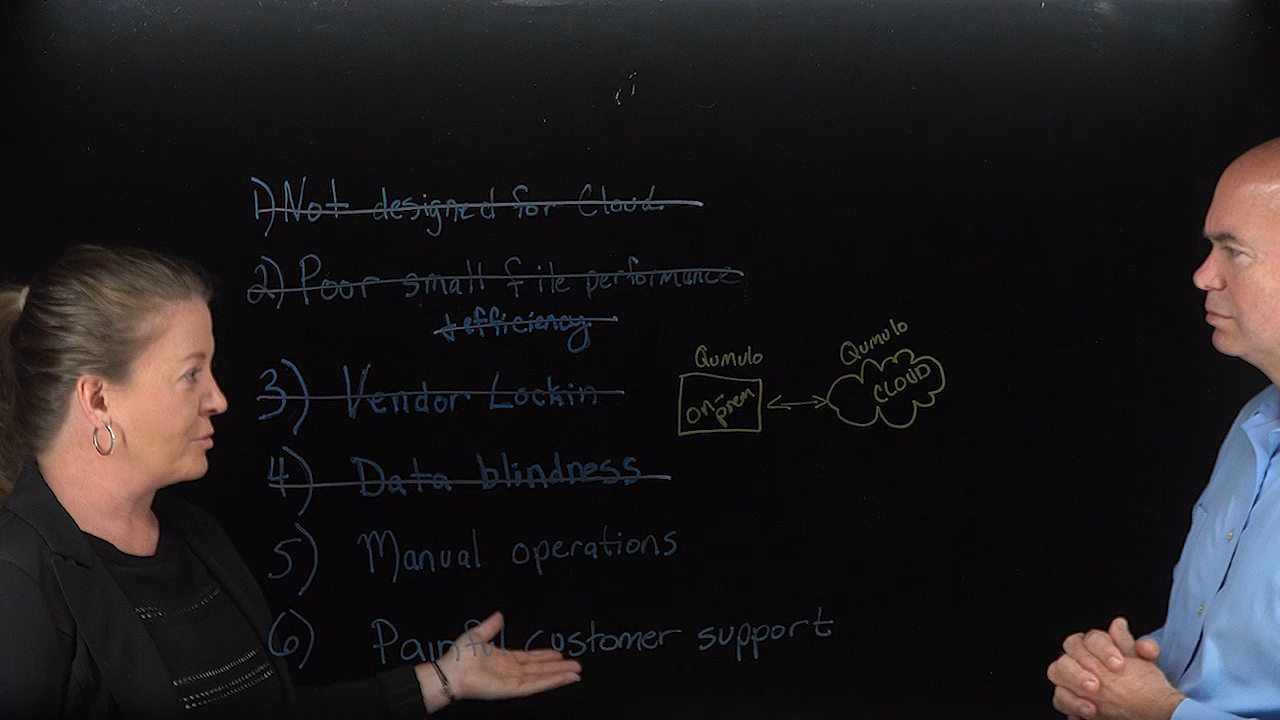 1) Not designed for Cloud.
2) Poor small file performance
+efficiency.
3) Vendor Lockin
Qumulo
on-prem
Qumulo
CLOUD
4) Data blindness
5) Manual operations
6) Painful customer support